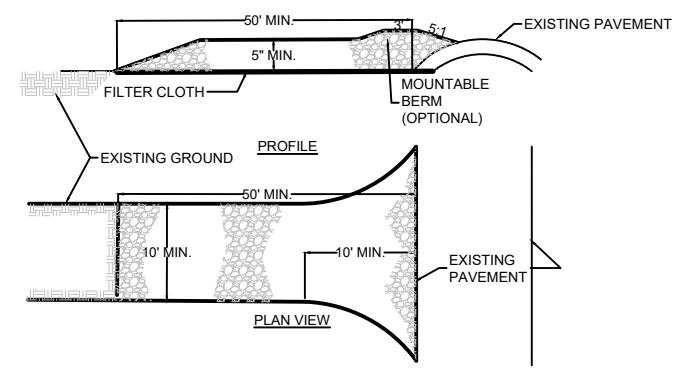 50' MIN.
3'
5:1
EXISTING PAVEMENT
5" MIN.
FILTER CLOTH
MOUNTABLE
BERM
(OPTIONAL)
PROFILE
EXISTING GROUND
50' MIN.
10' MIN.
10' MIN.
EXISTING
PAVEMENT
PLAN VIEW